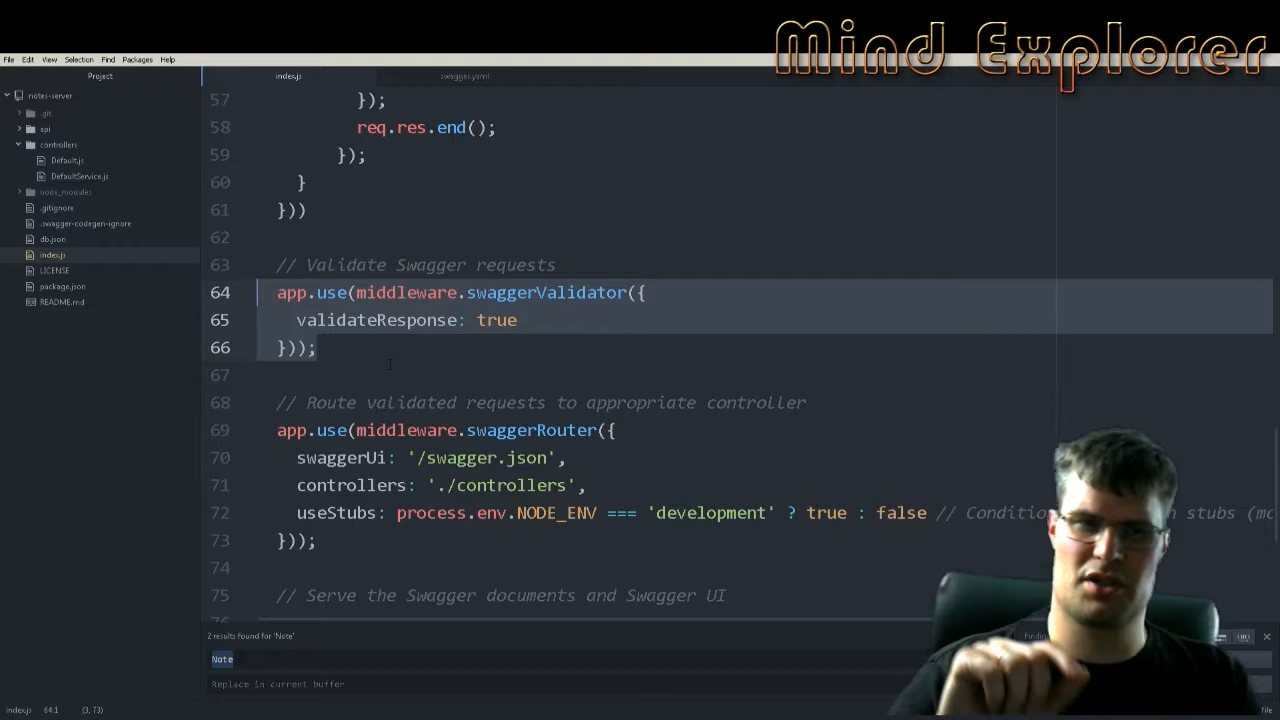 Mind Explorer
File Edit View Selection Find Packages Help
Project
index.js
swagger.yaml
notes-server
.git
api
controllers
Default.js
DefaultService.js
node_modules
.gitignore
.swagger-codegen-ignore
db.json
index.js
LICENSE
package.json
README.md
57 });
58 req.res.end();
59 });
60 }
61 }))
62
63 // Validate Swagger requests
64 app.use(middleware.swaggerValidator({
65 validateResponse: true
66 }));
67
68 // Route validated requests to appropriate controller
69 app.use(middleware.swaggerRouter({
70 swaggerUi: '/swagger.json',
71 controllers: './controllers',
72 useStubs: process.env.NODE_ENV === 'development' ? true : false // Condition stubs (mo
73 }));
74
75 // Serve the Swagger documents and Swagger UI
76
2 results found for 'Note'
Note
Replace in current buffer
index.js 64:1 (3, 73)
file